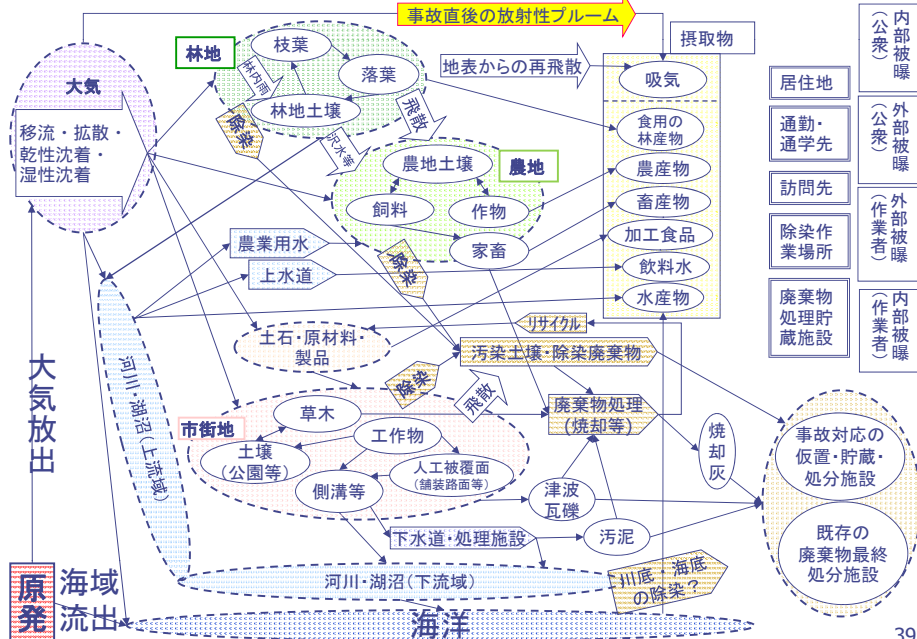 事故直後の放射性プルーム
内部被曝
(公衆)
摂取物
林地
枝葉
落葉
林内雨
林地土壌
地表からの再飛散
吸気
居住地
大気
移流・拡散・
乾性沈着・
湿性沈着
除染
沢水等
飛散
食用の
林産物
通勤・
通学先
外部被曝
(公衆)
農地土壌
農地
農産物
飼料
作物
畜産物
訪問先
外部被曝
(作業者)
農業用水
家畜
加工食品
除染作
業場所
上水道
除染
飲料水
水産物
廃棄物
処理貯
蔵施設
内部被曝
(作業者)
リサイクル
土石・原材料・
製品
汚染土壌・除染廃棄物
河川・湖沼(上流域)
大気放出
除染
飛散
市街地
草木
廃棄物処理
(焼却等)
工作物
土壌
(公園等)
人工被覆面
(舗装路面等)
側溝等
焼却灰
事故対応の
仮置・貯蔵・
処分施設
津波
瓦礫
下水道・処理施設
汚泥
既存の
廃棄物最終
処分施設
河川・湖沼(下流域)
川底・海底
の除染?
原発
海域
流出
海洋
39